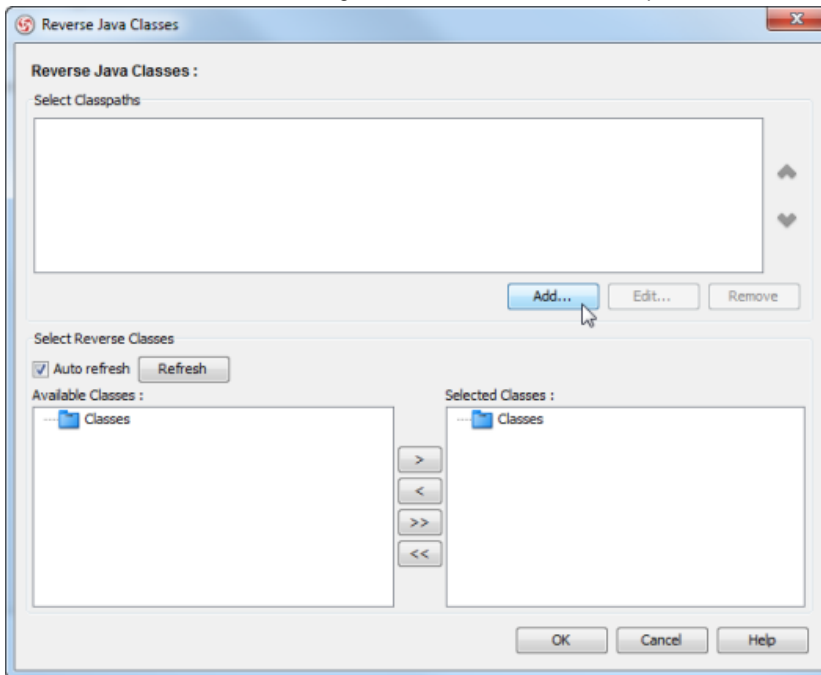 Reverse Java Classes
Reverse Java Classes :
Select Classpaths
Add... Edit... Remove
Select Reverse Classes
Auto refresh Refresh
Available Classes : Selected Classes :
Classes Classes
>
<
>>
<<
OK Cancel Help